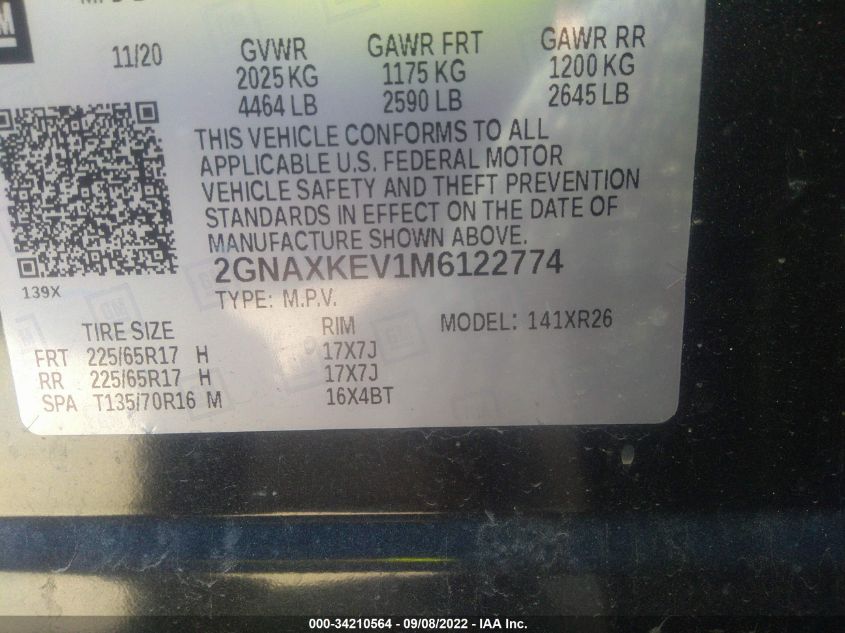 GM
11/20 GVWR GAWR FRT GAWR RR
2025 KG 1175 KG 1200 KG
4464 LB 2590 LB 2645 LB
THIS VEHICLE CONFORMS TO ALL
APPLICABLE U.S. FEDERAL MOTOR
VEHICLE SAFETY AND THEFT PREVENTION
STANDARDS IN EFFECT ON THE DATE OF
MANUFACTURE SHOWN ABOVE.
2GNAXKEV1M6122774
139X
TYPE: M.P.V.
TIRE SIZE RIM MODEL: 141XR26
FRT 225/65R17 H 17X7J
RR 225/65R17 H 17X7J
SPA T135/70R16 M 16X4BT
000-34210564 - 09/08/2022 - IAA Inc.